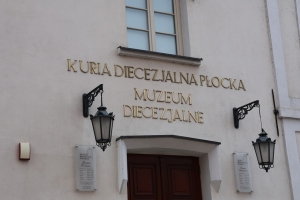 KURIA DIECEZJALNA PŁOCKA
MUZEUM
DIECEZJALNE